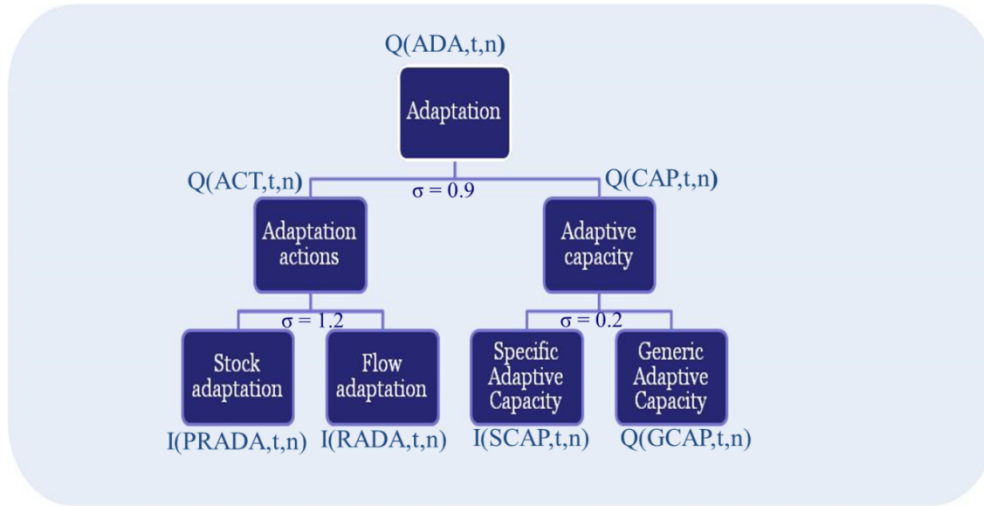 Q(ADA,t,n)
Adaptation
Q(ACT,t,n)
σ = 0.9
Q(CAP,t,n)
Adaptation
actions
Adaptive
capacity
σ = 1.2
σ = 0.2
Stock
adaptation
Flow
adaptation
Specific
Adaptive
Capacity
Generic
Adaptive
Capacity
I(PRADA,t,n)
I(RADA,t,n)
I(SCAP,t,n)
Q(GCAP,t,n)